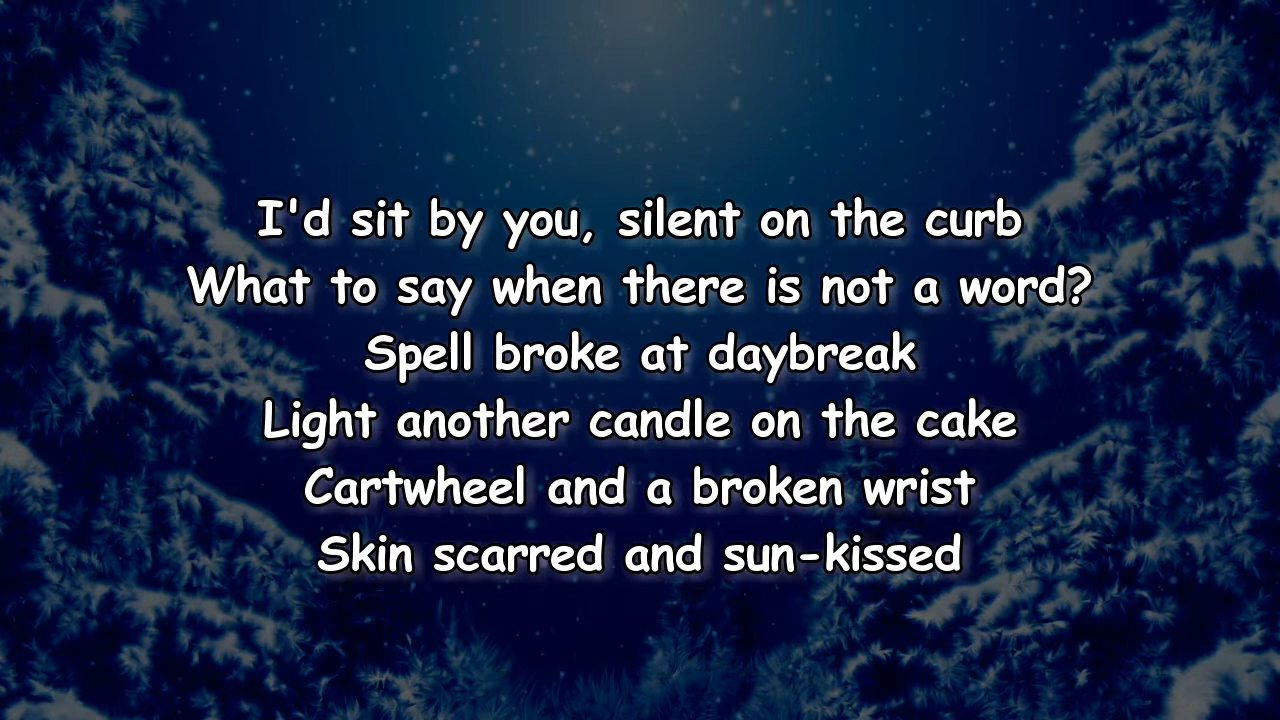 I'd sit by you, silent on the curb
What to say when there is not a word?
Spell broke at daybreak
Light another candle on the cake
Cartwheel and a broken wrist
Skin scarred and sun-kissed